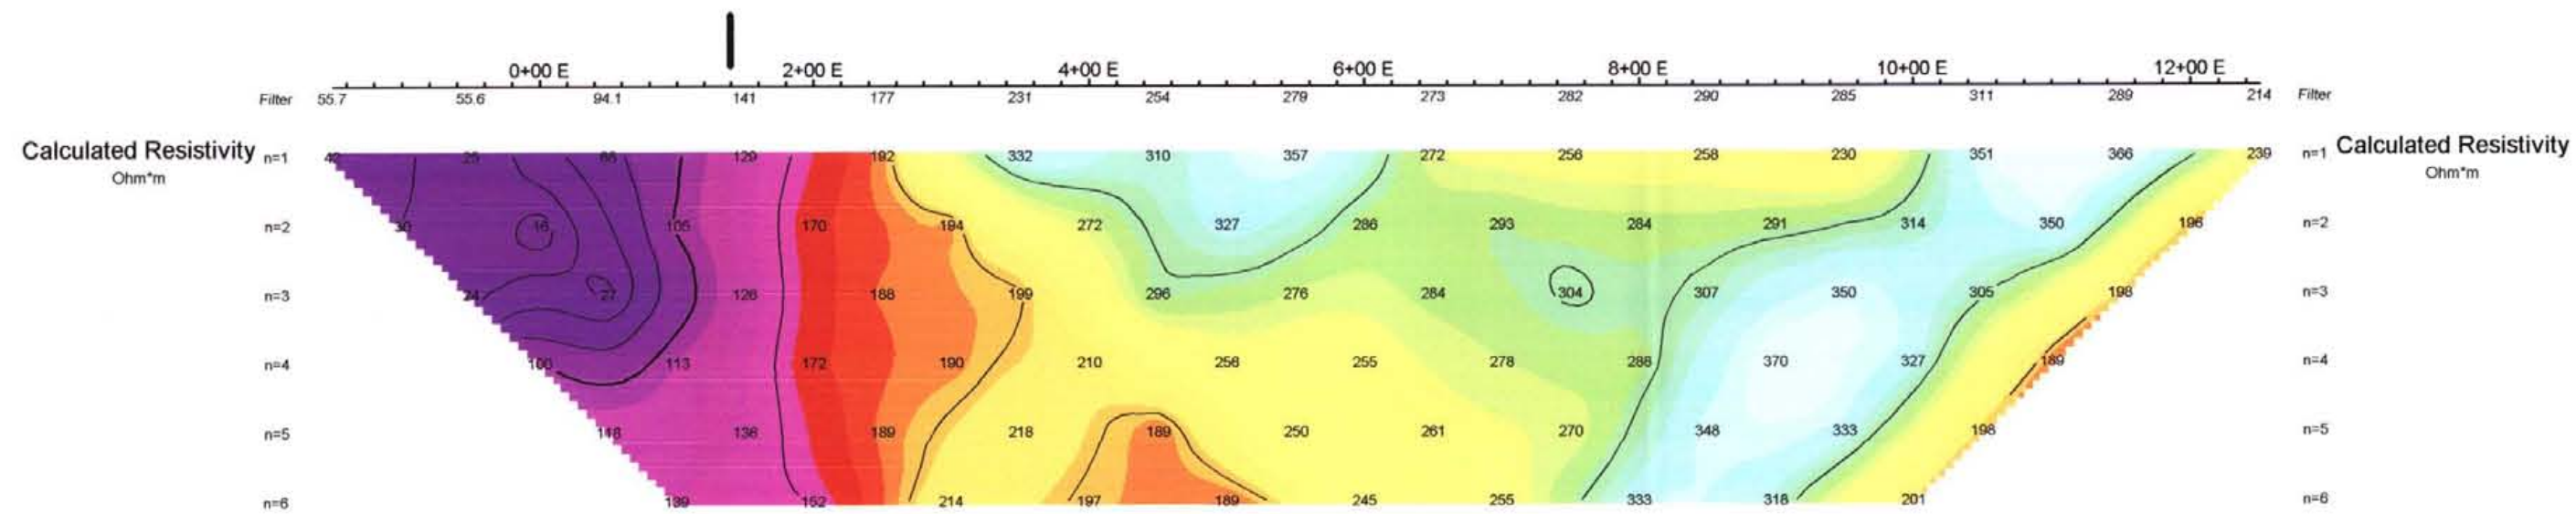 0+00 E 2+00 E 4+00 E 6+00 E 8+00 E 10+00 E 12+00 E
Filter 55.7 55.6 94.1 141 177 231 254 279 273 282 290 285 311 289 214 Filter
Calculated Resistivity n=1 42 25 66 129 192 332 310 357 272 256 258 230 351 366 239 n=1 Calculated Resistivity
Ohm*m Ohm*m
n=2 30 16 105 170 194 272 327 286 293 284 291 314 350 196 n=2
n=3 24 27 126 188 199 296 276 284 304 307 350 305 198 n=3
n=4 100 113 172 190 210 256 255 278 288 370 327 189 n=4
n=5 118 136 189 218 189 250 261 270 348 333 198 n=5
n=6 139 152 214 197 189 245 255 333 318 201 n=6